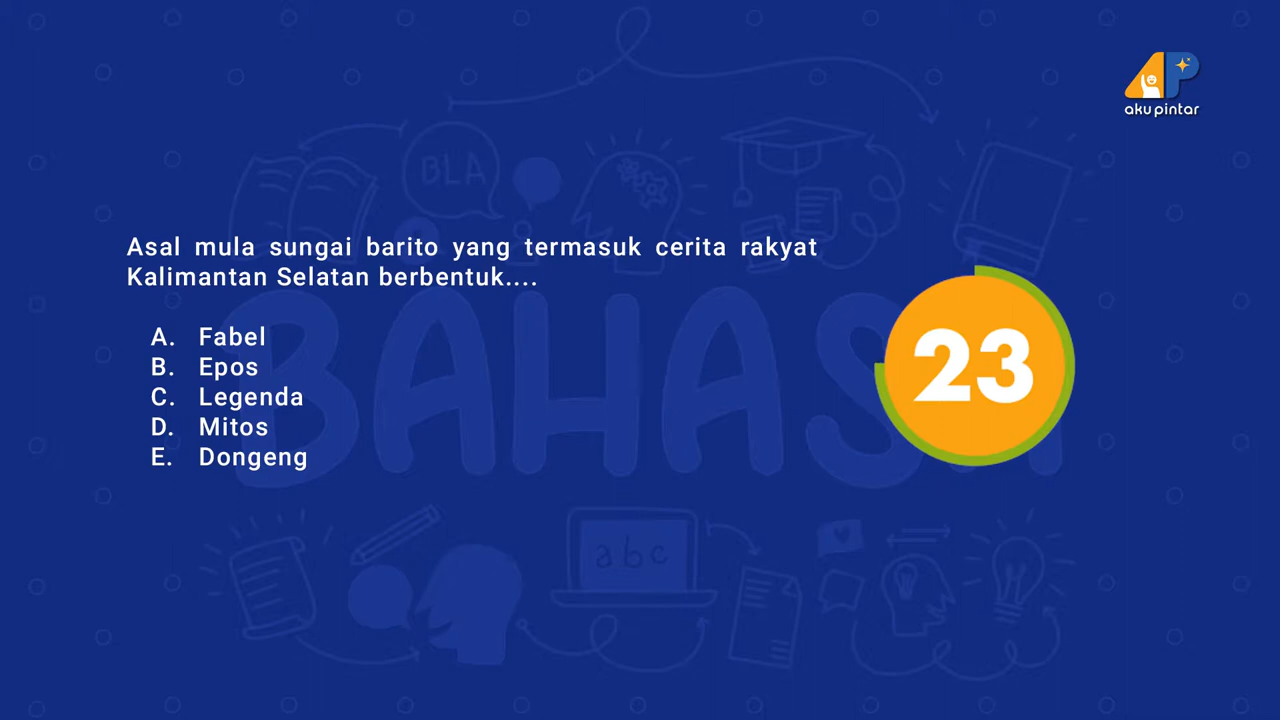 aku pintar
BLA
Asal mula sungai barito yang termasuk cerita rakyat
Kalimantan Selatan berbentuk....
A. Fabel
B. Epos
C. Legenda
D. Mitos
E. Dongeng
23
BAHASA
abc